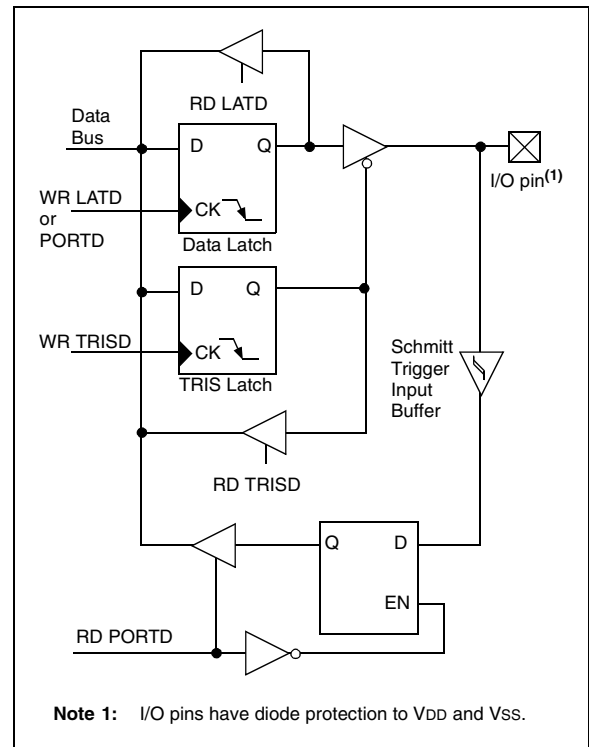 RD LATD
Data
Bus
D Q
I/O pin(1)
WR LATD
or
PORTD
CK
Data Latch
D Q
WR TRISD
CK
TRIS Latch
Schmitt
Trigger
Input
Buffer
RD TRISD
Q D
EN
RD PORTD
Note 1: I/O pins have diode protection to VDD and VSS.